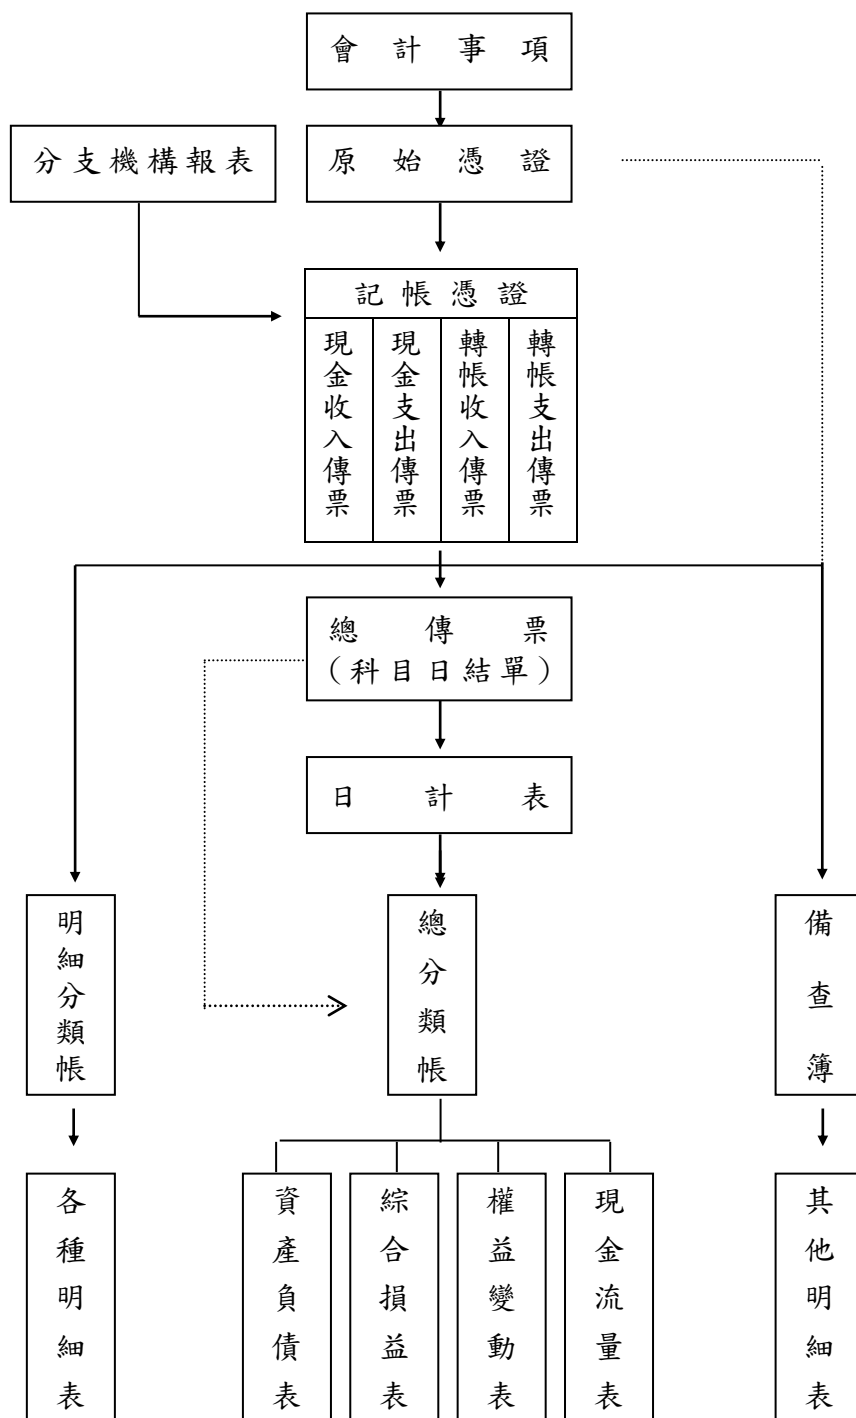 會計事項
分支機構報表
原始憑證
記帳憑證
現金收入傳票
現金支出傳票
轉帳收入傳票
轉帳支出傳票
總傳票
(科目日結單)
日計表
明細分類帳
總分類帳
備查簿
各種明細表
資產負債表
綜合損益表
權益變動表
現金流量表
其他明細表